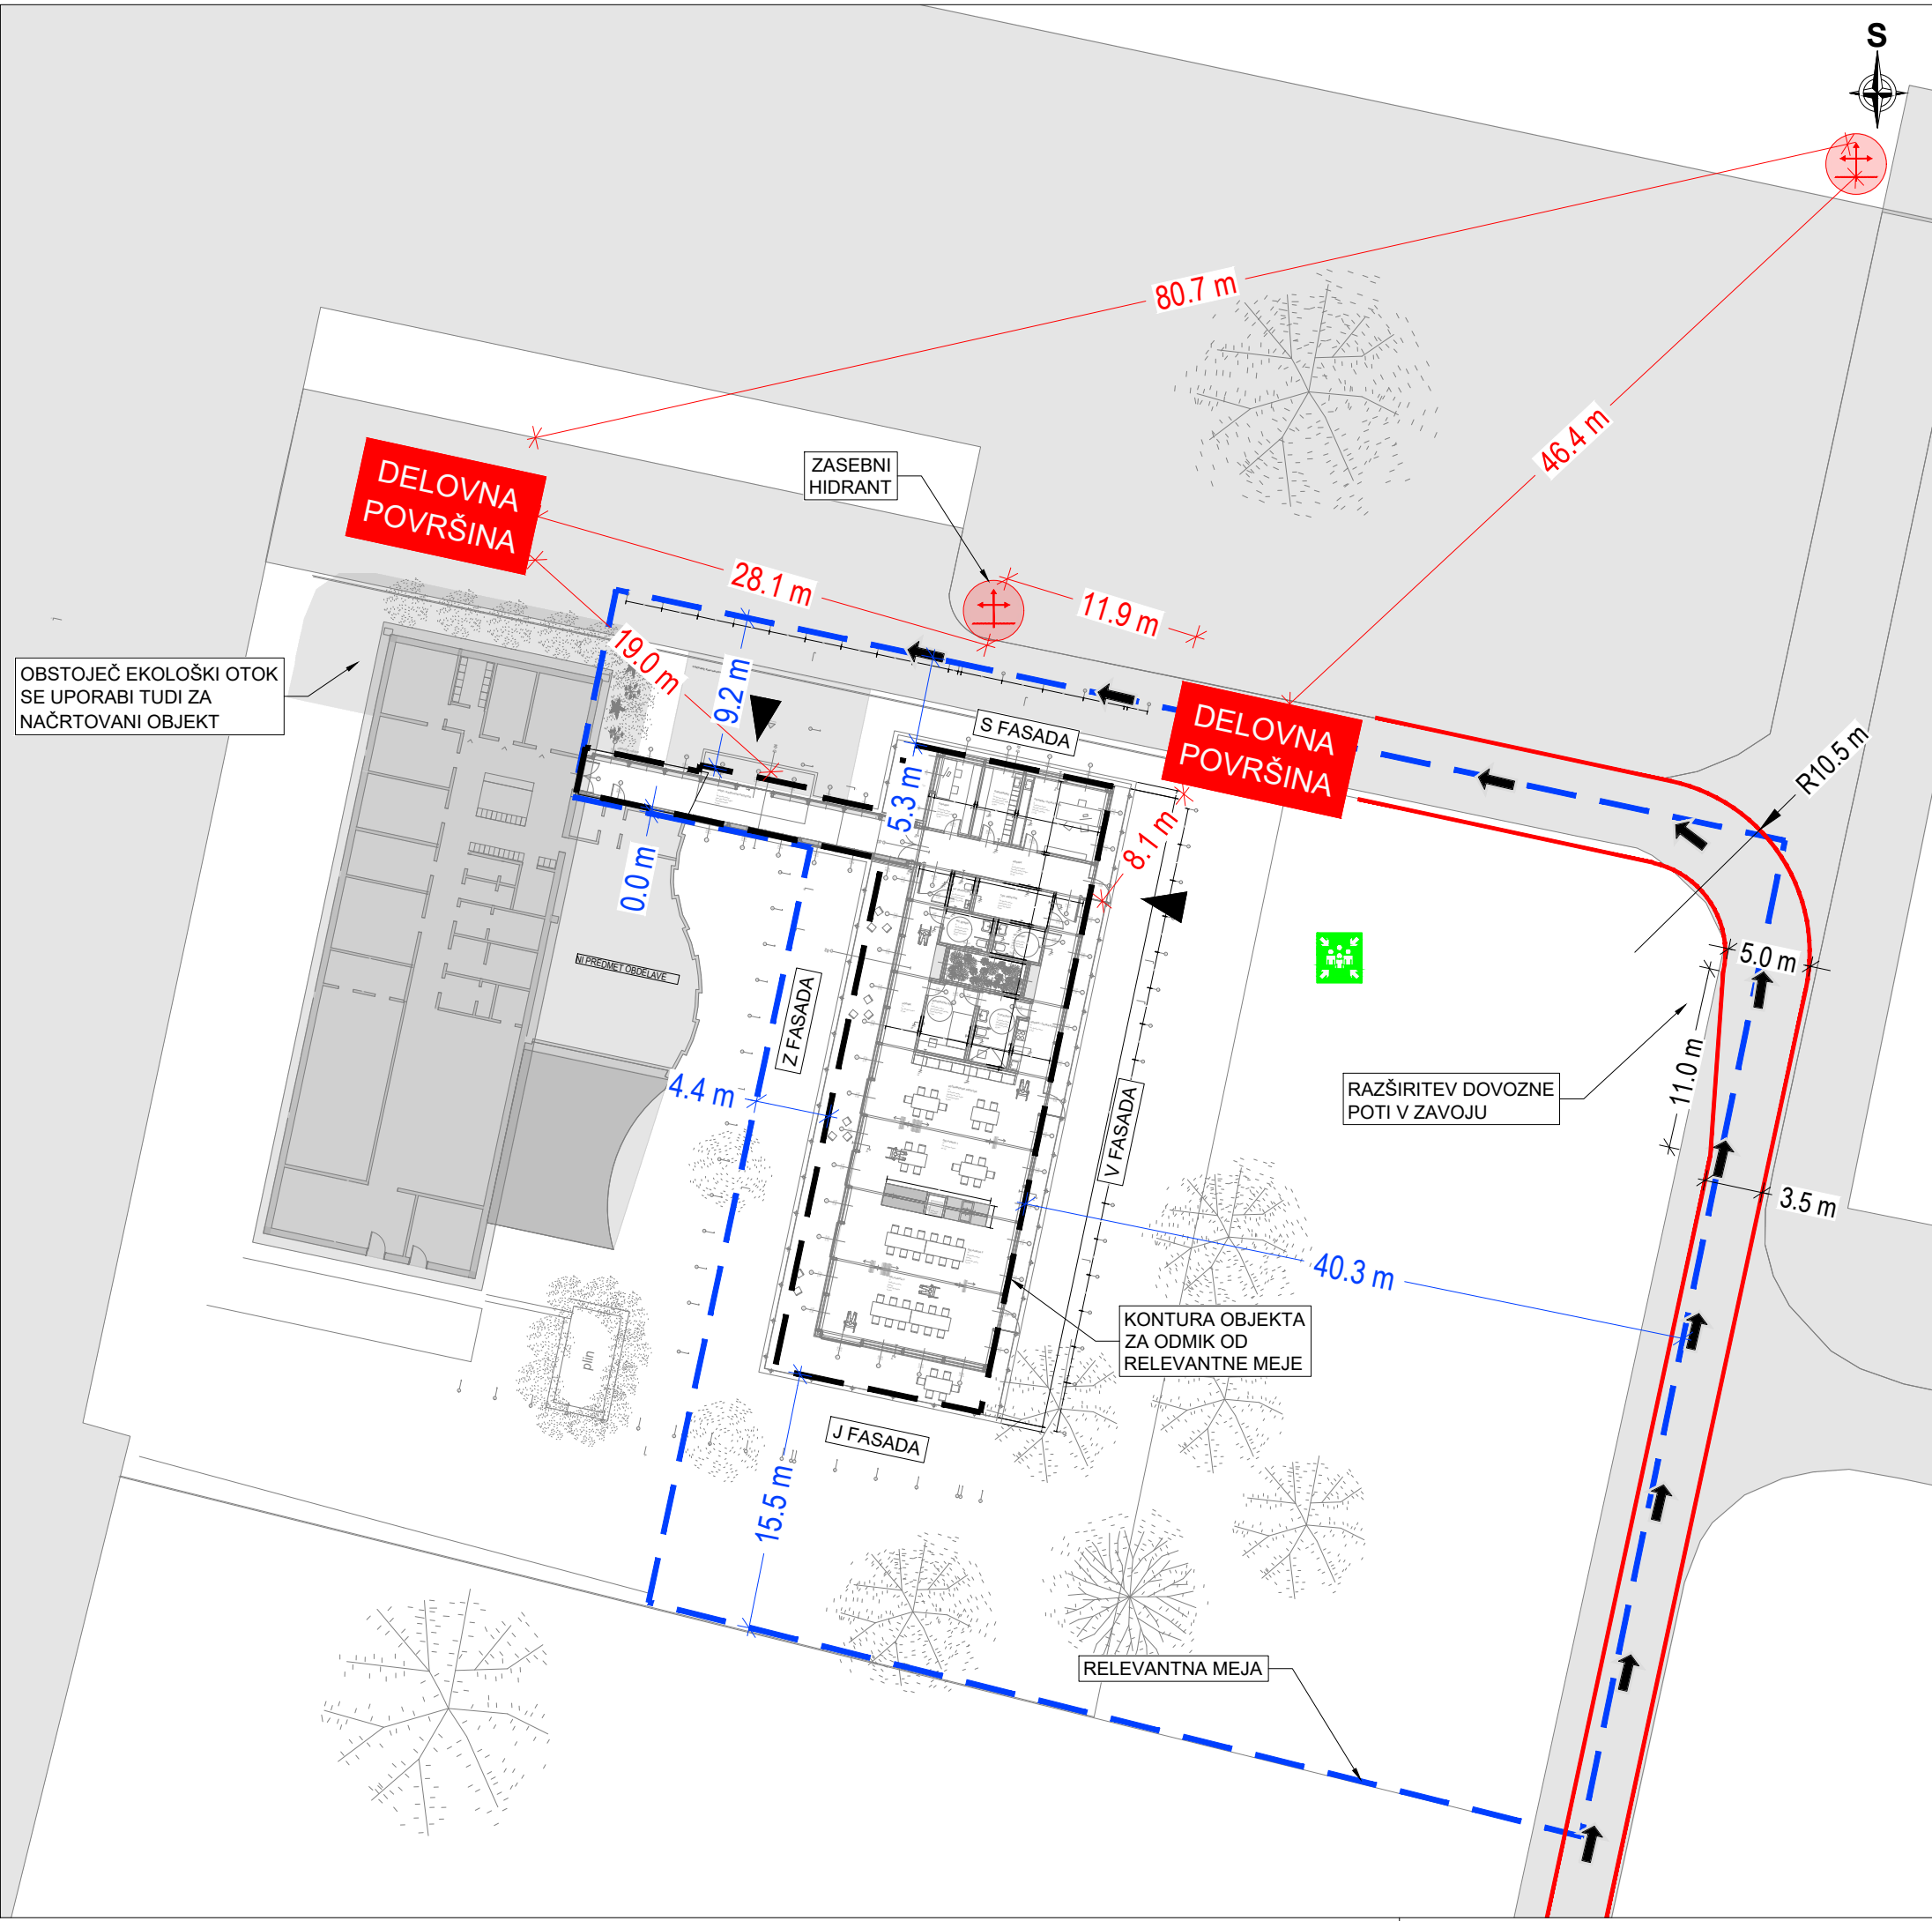 S
80.7 m
46.4 m
DELOVNA
POVRŠINA
ZASEBNI
HIDRANT
28.1 m
11.9 m
19.0 m
9.2 m
OBSTOJEČ EKOLOŠKI OTOK
SE UPORABI TUDI ZA
NAČRTOVANI OBJEKT
S FASADA
DELOVNA
POVRŠINA
R10.5 m
5.3 m
8.1 m
0.0 m
5.0 m
NI PREDMET OBDELAVE
Z FASADA
4.4 m
V FASADA
11.0 m
RAZŠIRITEV DOVOZNE
POTI V ZAVOJU
3.5 m
40.3 m
KONTURA OBJEKTA
ZA ODMIK OD
RELEVANTNE MEJE
plin
J FASADA
15.5 m
RELEVANTNA MEJA